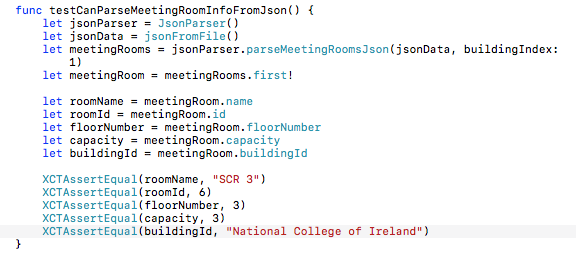 func testCanParseMeetingRoomInfoFromJson() {
let jsonParser = JsonParser()
let jsonData = jsonFromFile()
let meetingRooms = jsonParser.parseMeetingRoomsJson(jsonData, buildingIndex:
1)
let meetingRoom = meetingRooms.first!
let roomName = meetingRoom.name
let roomId = meetingRoom.id
let floorNumber = meetingRoom.floorNumber
let capacity = meetingRoom.capacity
let buildingId = meetingRoom.buildingId
XCTAssertEqual(roomName, "SCR 3")
XCTAssertEqual(roomId, 6)
XCTAssertEqual(floorNumber, 3)
XCTAssertEqual(capacity, 3)
XCTAssertEqual(buildingId, "National College of Ireland")
}